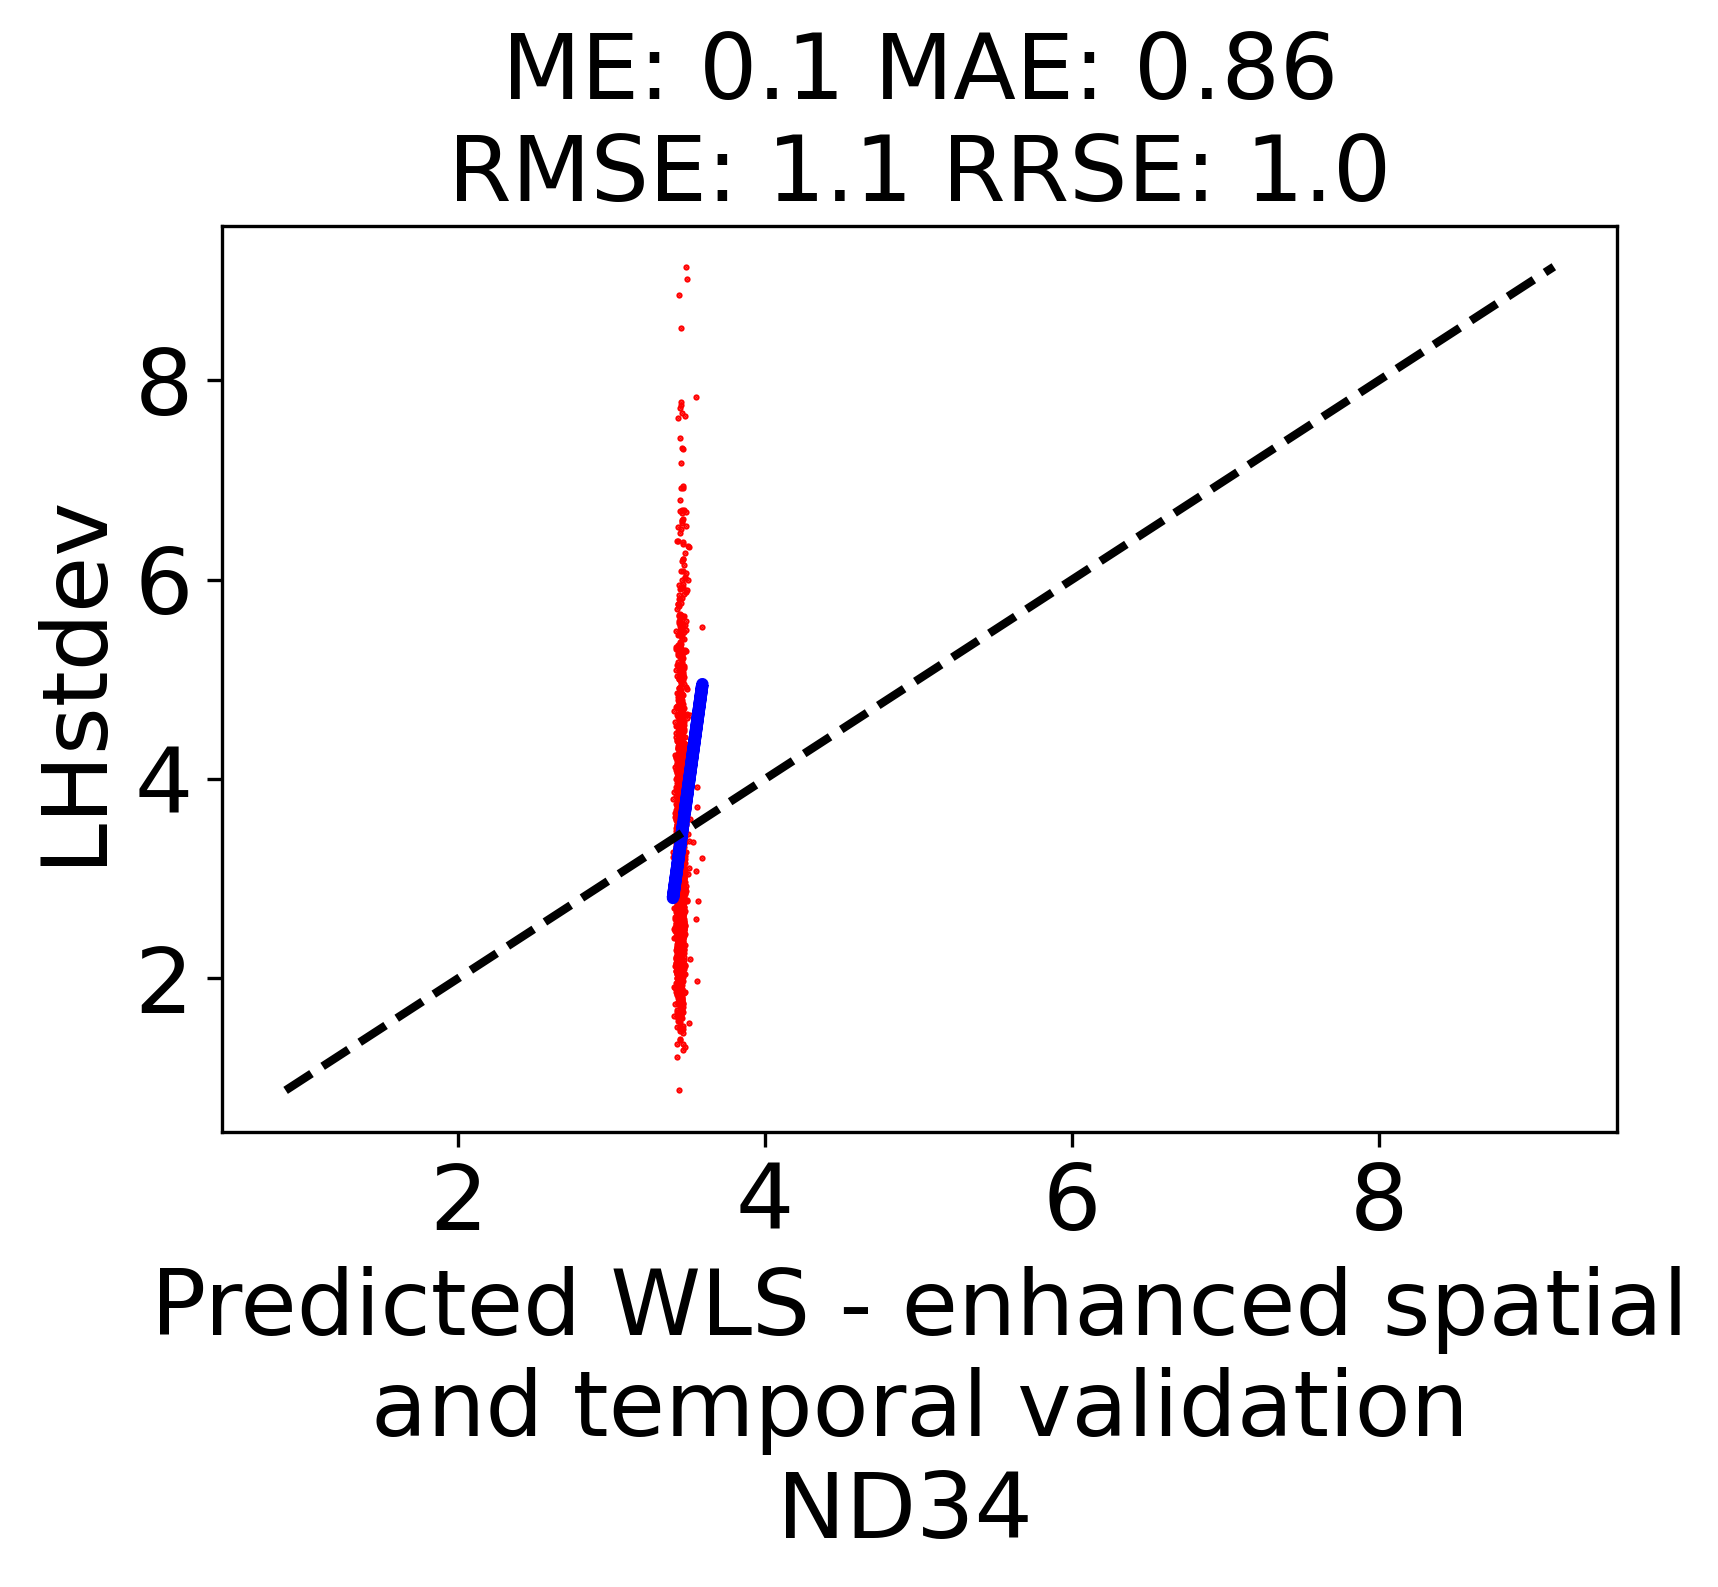 ME: 0.1 MAE: 0.86
RMSE: 1.1 RRSE: 1.0
LHstdev
8
6
4
2
2 4 6 8
Predicted WLS - enhanced spatial
and temporal validation
ND34